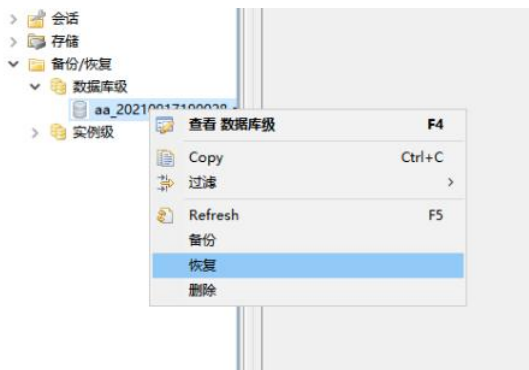 会话
存储
备份/恢复
数据库级
aa_20210917190028
实例级
查看 数据库级 F4
Copy Ctrl+C
过滤
Refresh F5
备份
恢复
删除